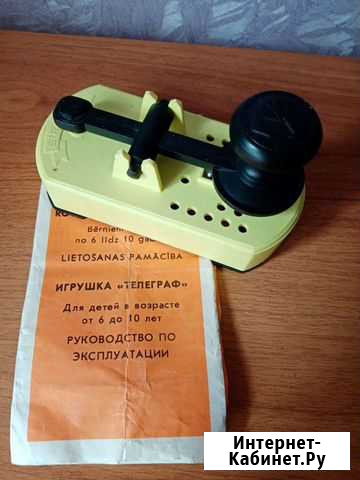 Bērniem
no 6 līdz 10 gad
LIETOŠANAS PAMĀCĪBA
ИГРУШКА «ТЕЛЕГРАФ»
Для детей в возрасте
от 6 до 10 лет
РУКОВОДСТВО ПО
ЭКСПЛУАТАЦИИ
Интернет-
Кабинет.Ру